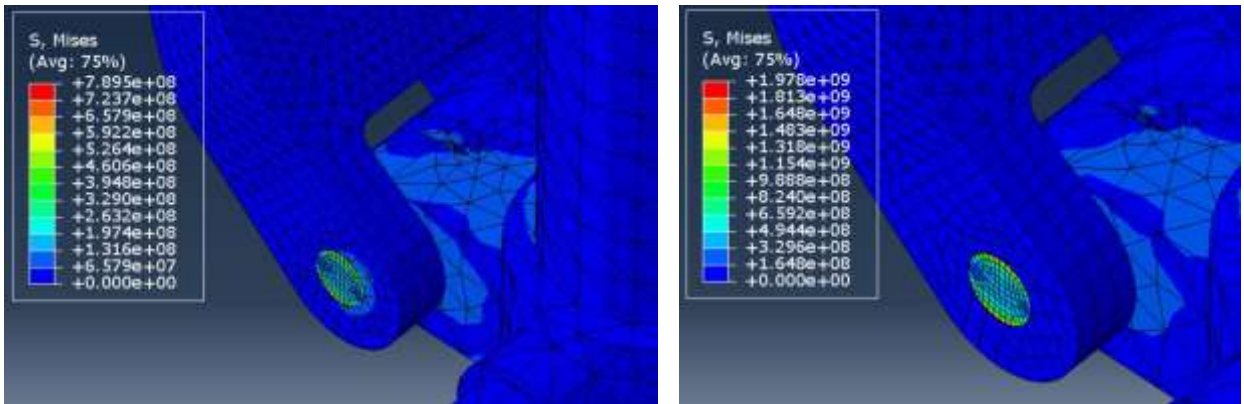 S, Mises
(Avg: 75%)
+7.895e+08
+7.237e+08
+6.579e+08
+5.922e+08
+5.264e+08
+4.606e+08
+3.948e+08
+3.290e+08
+2.632e+08
+1.974e+08
+1.316e+08
+6.579e+07
+0.000e+00
S, Mises
(Avg: 75%)
+1.978e+09
+1.813e+09
+1.648e+09
+1.483e+09
+1.318e+09
+1.154e+09
+9.888e+08
+8.240e+08
+6.592e+08
+4.944e+08
+3.296e+08
+1.648e+08
+0.000e+00